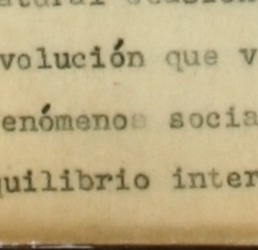 volución que v
enómenos socia
quilibrio inter